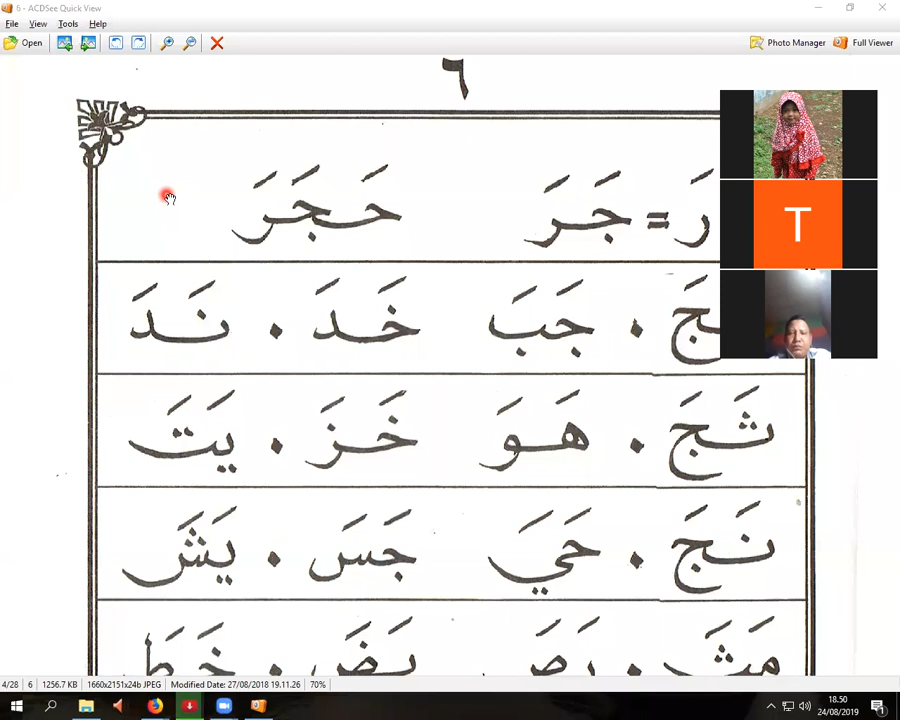 6 - ACDSee Quick View
File View Tools Help
Open Photo Manager Full Viewer
٦
رَ = جَرَ حَجَرَ
جَ • جَبَ خَدَ • نَدَ
ثَجَ • هَوَ خَزَ • يَتَ
نَجَ • حَيَ جَسَ • يَشَ
مَثَ
T
4/28 6 1256.7 KB 1660x2151x24b JPEG Modified Date: 27/08/2018 19.11.26 70%
18.50
24/08/2019
1